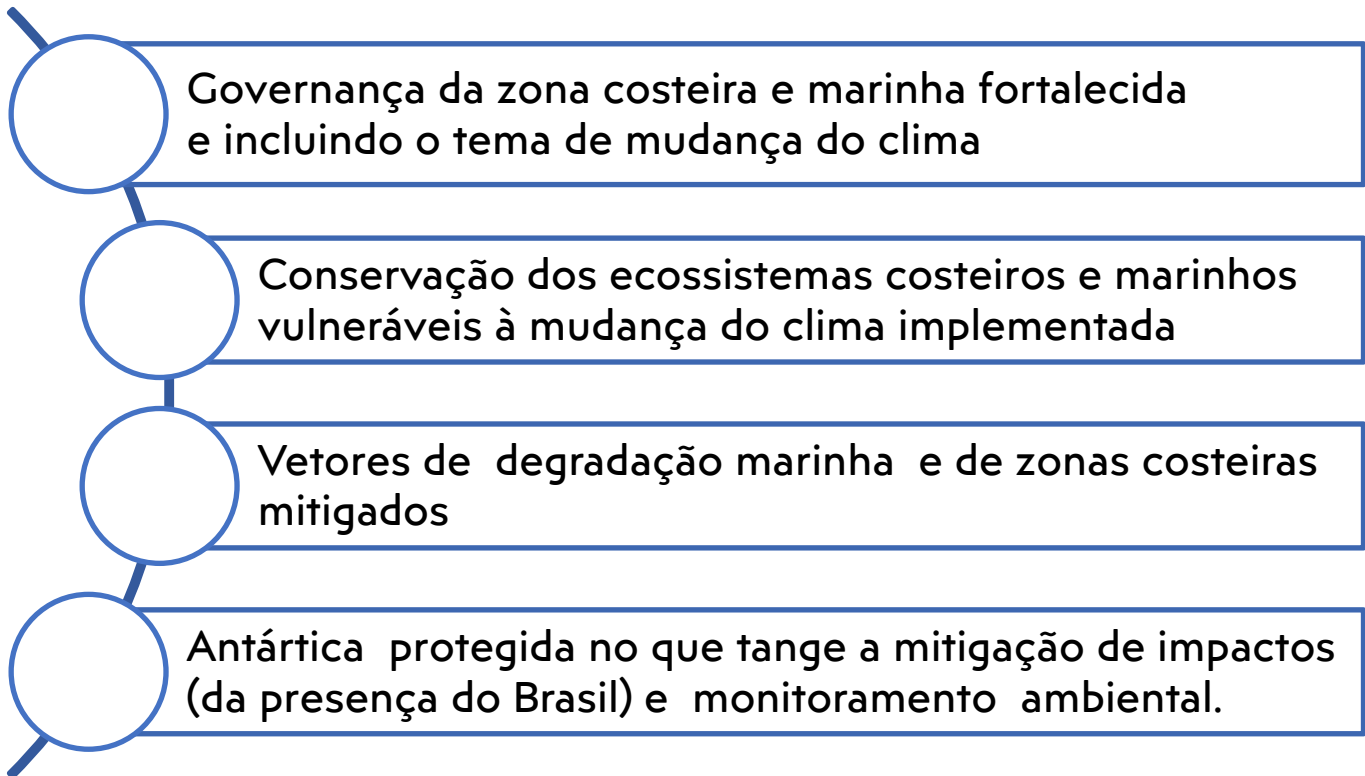 Governança da zona costeira e marinha fortalecida
e incluindo o tema de mudança do clima
Conservação dos ecossistemas costeiros e marinhos
vulneráveis à mudança do clima implementada
Vetores de  degradação marinha  e de zonas costeiras
mitigados
Antártica  protegida no que tange a mitigação de impactos
(da presença do Brasil) e  monitoramento  ambiental.